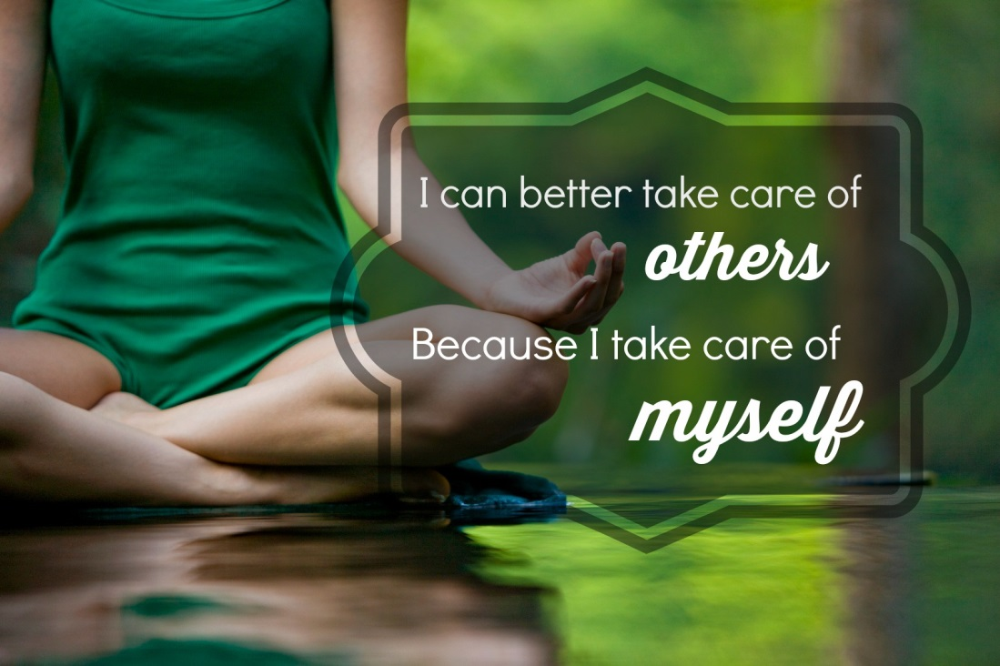 I can better take care of
others
Because I take care of
myself